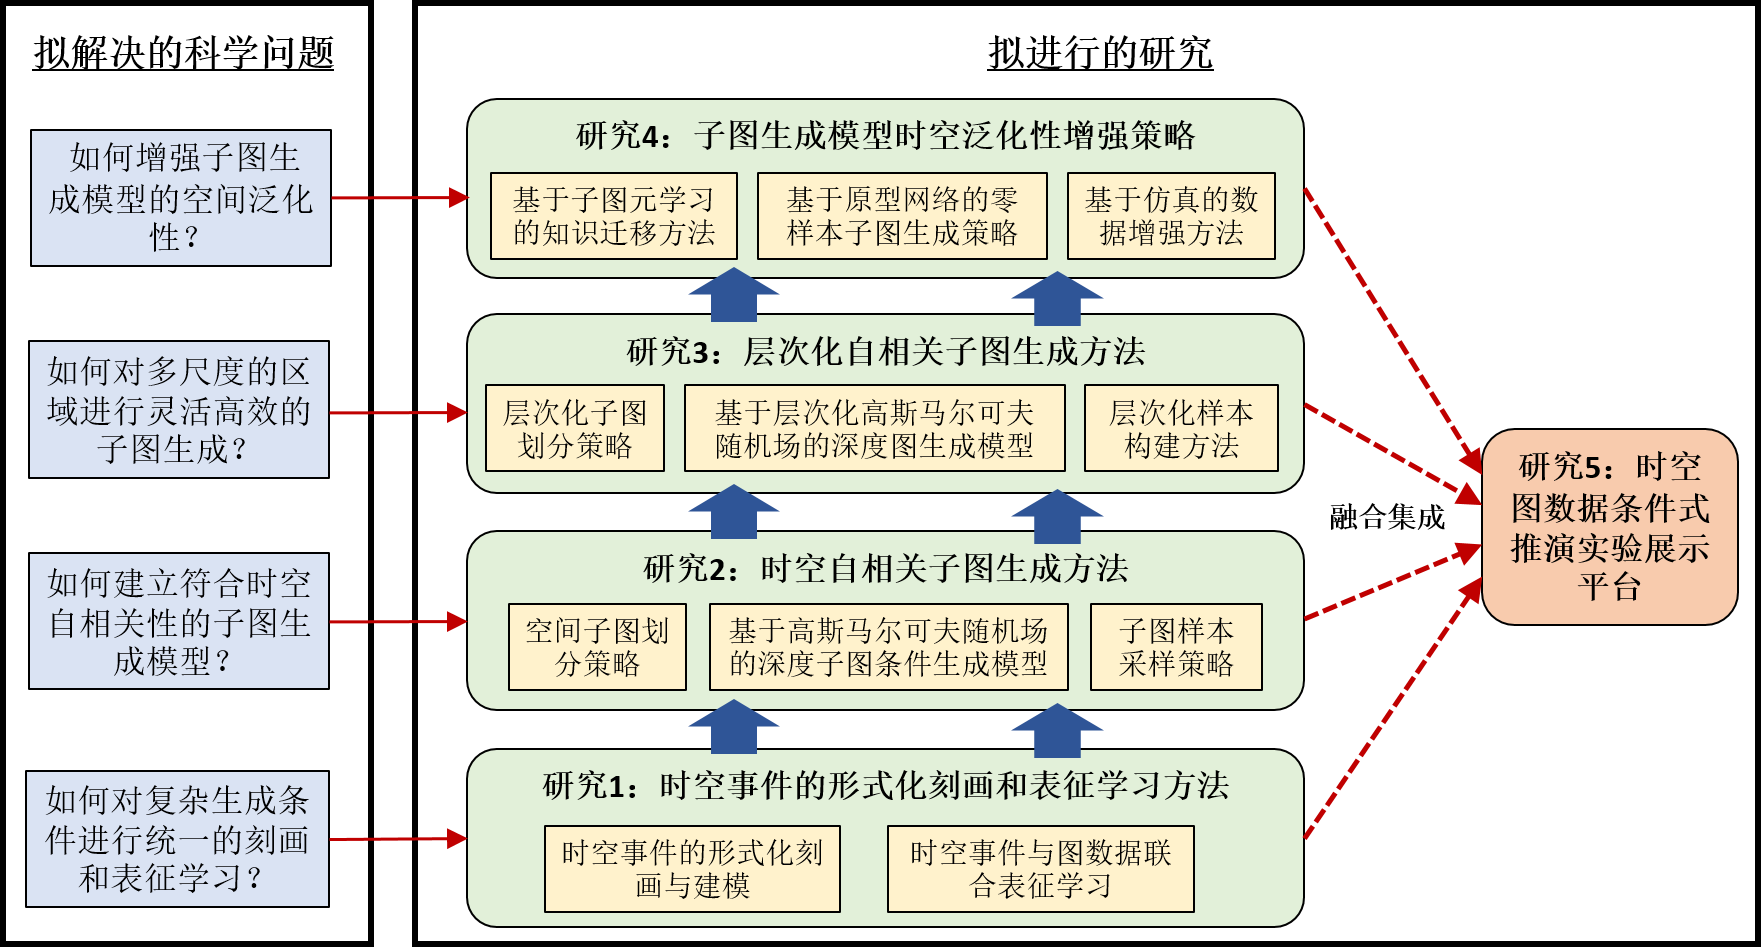 拟解决的科学问题
如何增强子图生
成模型的空间泛化
性？
如何对多尺度的区
域进行灵活高效的
子图生成？
如何建立符合时空
自相关性的子图生
成模型？
如何对复杂生成条
件进行统一的刻画
和表征学习？
拟进行的研究
研究4：子图生成模型时空泛化性增强策略
基于子图元学习
的知识迁移方法
基于原型网络的零
样本子图生成策略
基于仿真的数
据增强方法
研究3：层次化自相关子图生成方法
层次化子图
划分策略
基于层次化高斯马尔可夫
随机场的深度图生成模型
层次化样本
构建方法
研究2：时空自相关子图生成方法
空间子图划
分策略
基于高斯马尔可夫随机场
的深度子图条件生成模型
子图样本
采样策略
研究1：时空事件的形式化刻画和表征学习方法
时空事件的形式化刻
画与建模
时空事件与图数据联
合表征学习
融合集成
研究5：时空
图数据条件式
推演实验展示
平台